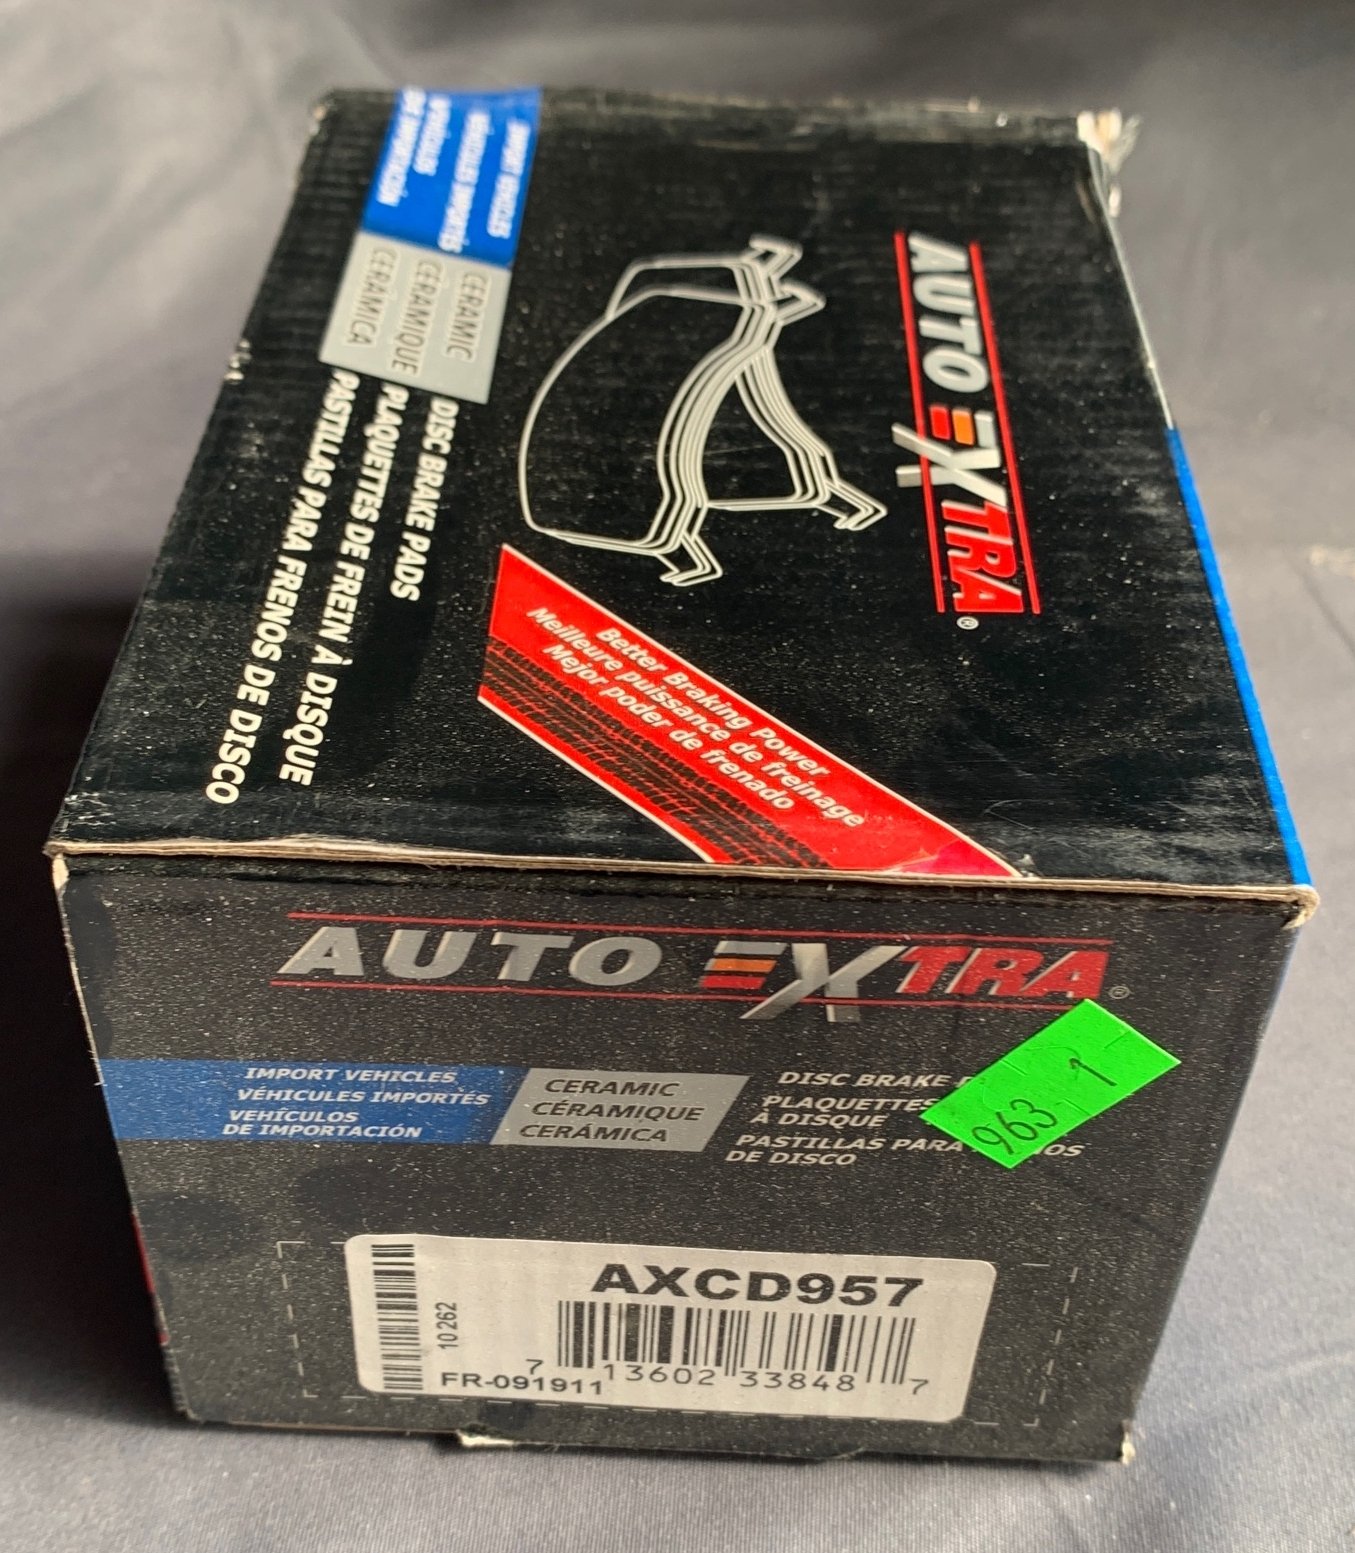 AUTO EXTRA®
IMPORT VEHICLES
VÉHICULES IMPORTÉS
VEHÍCULOS
DE IMPORTACIÓN
CERAMIC
CÉRAMIQUE
CERÁMICA
DISC BRAKE PADS
PLAQUETTES DE FREIN À DISQUE
PASTILLAS PARA FRENOS DE DISCO
Better Braking Power
Meilleure puissance de freinage
Mejor poder de frenado
AUTO EXTRA®
IMPORT VEHICLES
VÉHICULES IMPORTÉS
VEHÍCULOS
DE IMPORTACIÓN
CERAMIC
CÉRAMIQUE
CERÁMICA
DISC BRAKE
PLAQUETTES
À DISQUE
PASTILLAS PARA
DE DISCO
963 1
AXCD957
10262
7 13602 33848 7
FR-091911